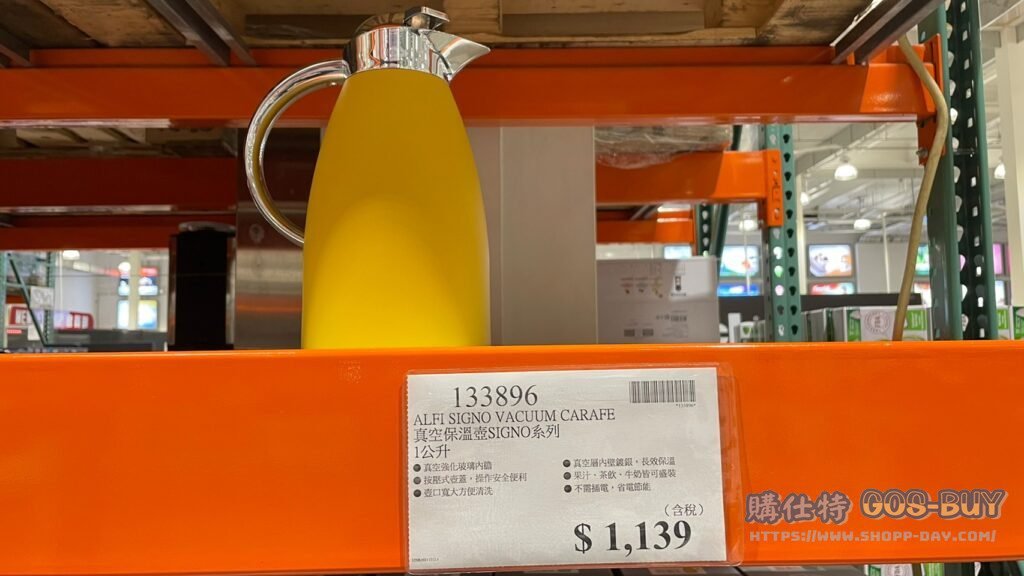 133896
*133896*
ALFI SIGNO VACUUM CARAFE
真空保溫壺SIGNO系列
1公升
●真空強化玻璃內膽
●按壓式壺蓋，操作安全便利
●壺口寬大方便清洗
●真空層內壁鍍銀，長效保溫
●果汁、茶飲、牛奶皆可盛裝
●不需插電，省電節能
（含稅）
$ 1,139
購仕特 GOS-BUY
HTTPS://WWW.SHOPP-DAY.COM/